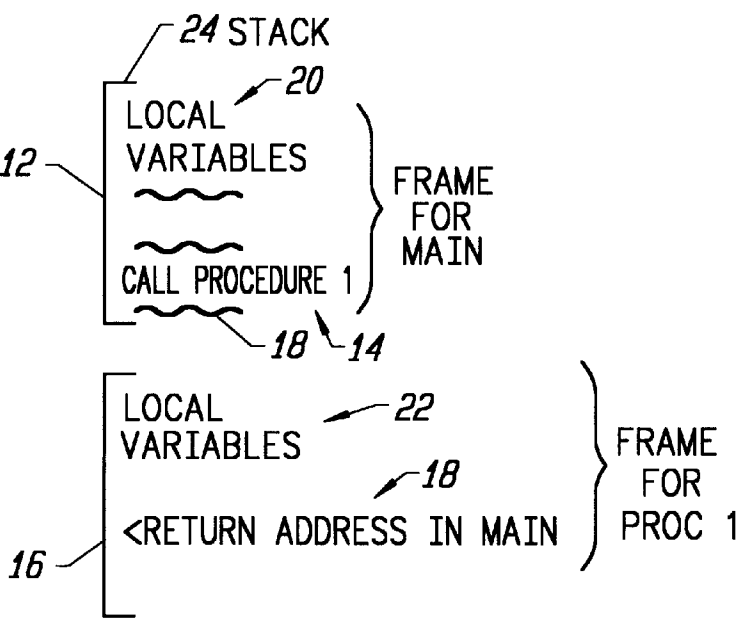 24 STACK
20
LOCAL
VARIABLES
12
FRAME
FOR
MAIN
CALL PROCEDURE 1
18
14
LOCAL
VARIABLES
22
18
<RETURN ADDRESS IN MAIN
FRAME
FOR
PROC 1
16